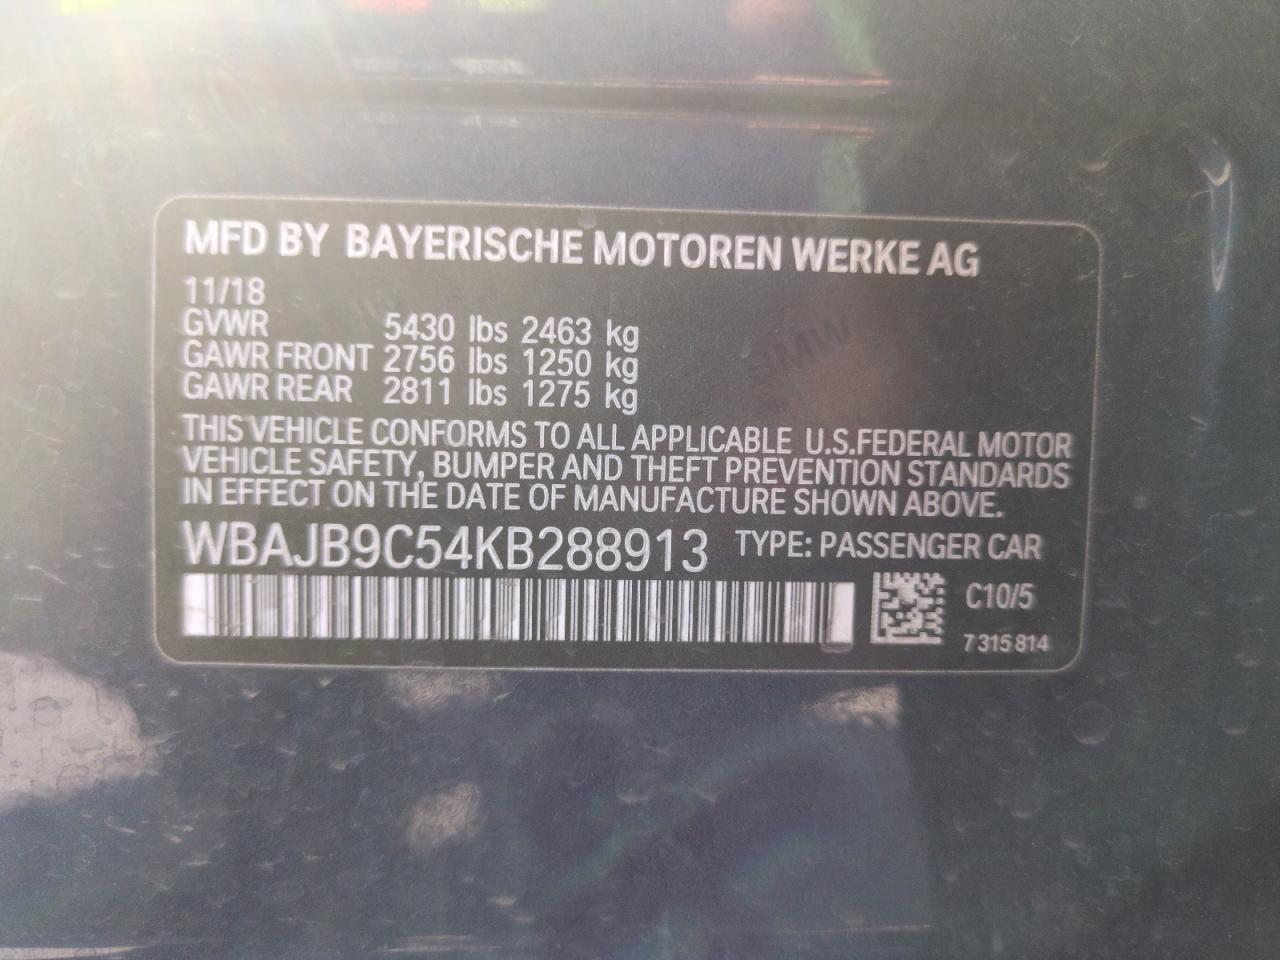 MFD BY BAYERISCHE MOTOREN WERKE AG
11/18
GVWR 5430 lbs 2463 kg
GAWR FRONT 2756 lbs 1250 kg
GAWR REAR 2811 lbs 1275 kg
THIS VEHICLE CONFORMS TO ALL APPLICABLE U.S.FEDERAL MOTOR
VEHICLE SAFETY, BUMPER AND THEFT PREVENTION STANDARDS
IN EFFECT ON THE DATE OF MANUFACTURE SHOWN ABOVE.
WBAJB9C54KB288913 TYPE: PASSENGER CAR
C10/5
7 315 814
BMW